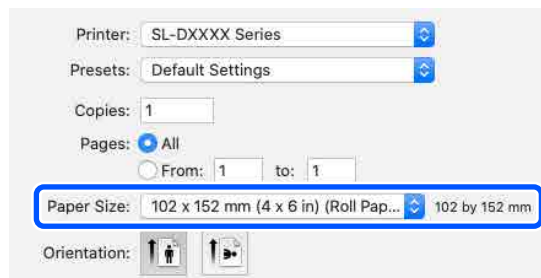 Printer: SL-DXXXX Series
Presets: Default Settings
Copies: 1
Pages: All
From: 1 to: 1
Paper Size: 102 x 152 mm (4 x 6 in) (Roll Pap... 102 by 152 mm
Orientation: